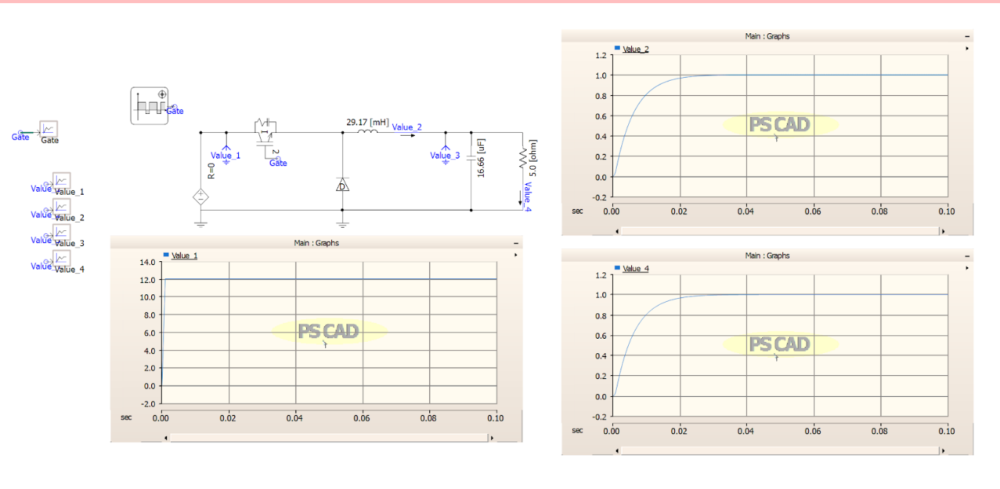 Gate
Gate
Gate
Value
Value_1
Value
Value_2
Value
Value_3
Value
Value_4
R=0
Value_1
2
Gate
D
29.17 [mH]
Value_2
Value_3
16.66 [uF]
5.0 [ohm]
Value_4
Main : Graphs
Value_1
14.0
12.0
10.0
8.0
6.0
4.0
2.0
0.0
-2.0
PSCAD
sec 0.00 0.02 0.04 0.06 0.08 0.10
Main : Graphs
Value_2
1.2
1.0
0.8
0.6
0.4
0.2
0.0
-0.2
PSCAD
sec 0.00 0.02 0.04 0.06 0.08 0.10
Main : Graphs
Value_4
1.2
1.0
0.8
0.6
0.4
0.2
0.0
-0.2
PSCAD
sec 0.00 0.02 0.04 0.06 0.08 0.10